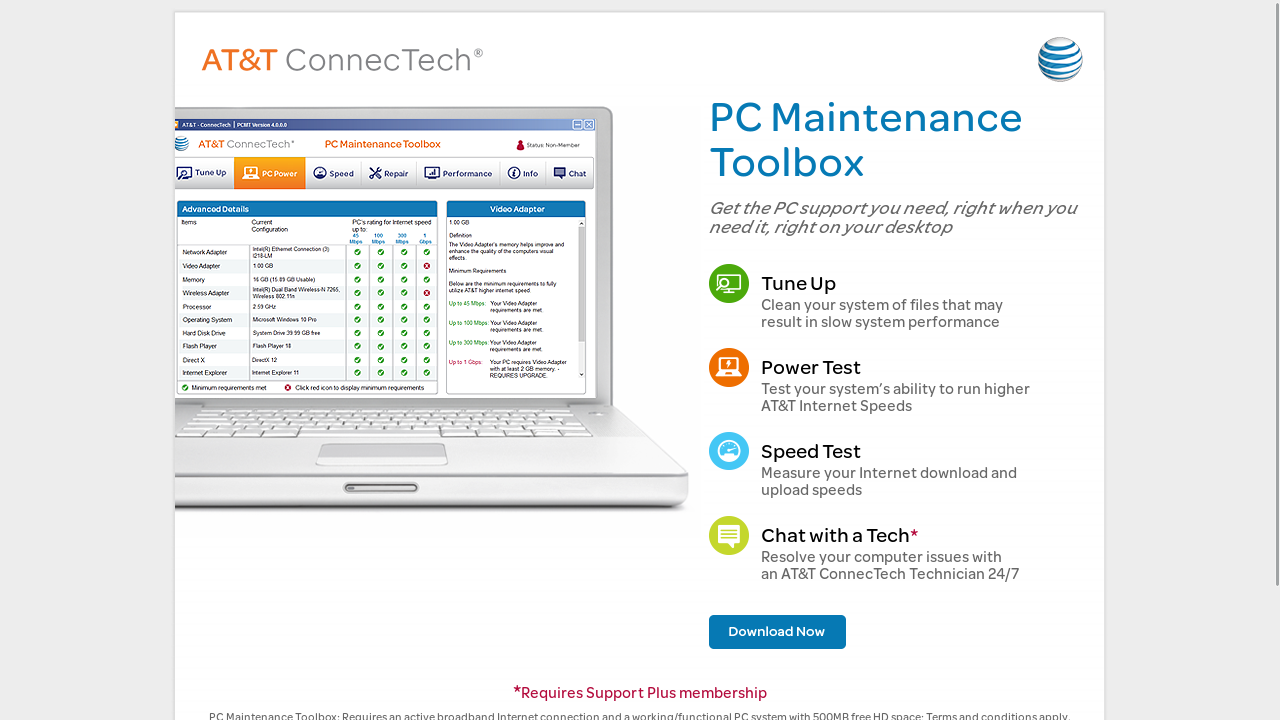 AT&T ConnecTech®
AT&T - ConnecTech | PCMT Version 4.0.0.0
AT&T ConnecTech*
PC Maintenance Toolbox
Status: Non-Member
Tune Up
PC Power
Speed
Repair
Performance
Info
Chat
Advanced Details
Items
Current Configuration
PC's rating for Internet speed up to:
45 Mbps
100 Mbps
300 Mbps
1 Gbps
Network Adapter
Intel(R) Ethernet Connection (3) I218-LM
Video Adapter
1.00 GB
Memory
16 GB (15.89 GB Usable)
Wireless Adapter
Intel(R) Dual Band Wireless-N 7265, Wireless 802.11n
Processor
2.59 GHz
Operating System
Microsoft Windows 10 Pro
Hard Disk Drive
System Drive 39.99 GB free
Flash Player
Flash Player 18
Direct X
DirectX 12
Internet Explorer
Internet Explorer 11
Minimum requirements met
Click red icon to display minimum requirements
Video Adapter
1.00 GB
Definition
The Video Adapter's memory helps improve and
enhance the quality of the computers visual
effects.
Minimum Requirements
Below are the minimum requirements to fully
utilize AT&T higher internet speed.
Up to 45 Mbps: Your Video Adapter
requirements are met.
Up to 100 Mbps: Your Video Adapter
requirements are met.
Up to 300 Mbps: Your Video Adapter
requirements are met.
Up to 1 Gbps: Your PC requires Video Adapter
with at least 2 GB memory. -
REQUIRES UPGRADE.
PC Maintenance
Toolbox
Get the PC support you need, right when you
need it, right on your desktop
Tune Up
Clean your system of files that may
result in slow system performance
Power Test
Test your system's ability to run higher
AT&T Internet Speeds
Speed Test
Measure your Internet download and
upload speeds
Chat with a Tech*
Resolve your computer issues with
an AT&T ConnecTech Technician 24/7
Download Now
*Requires Support Plus membership
PC Maintenance Toolbox: Requires an active broadband Internet connection and a working/functional PC system with 500MB free HD space; Terms and conditions apply.